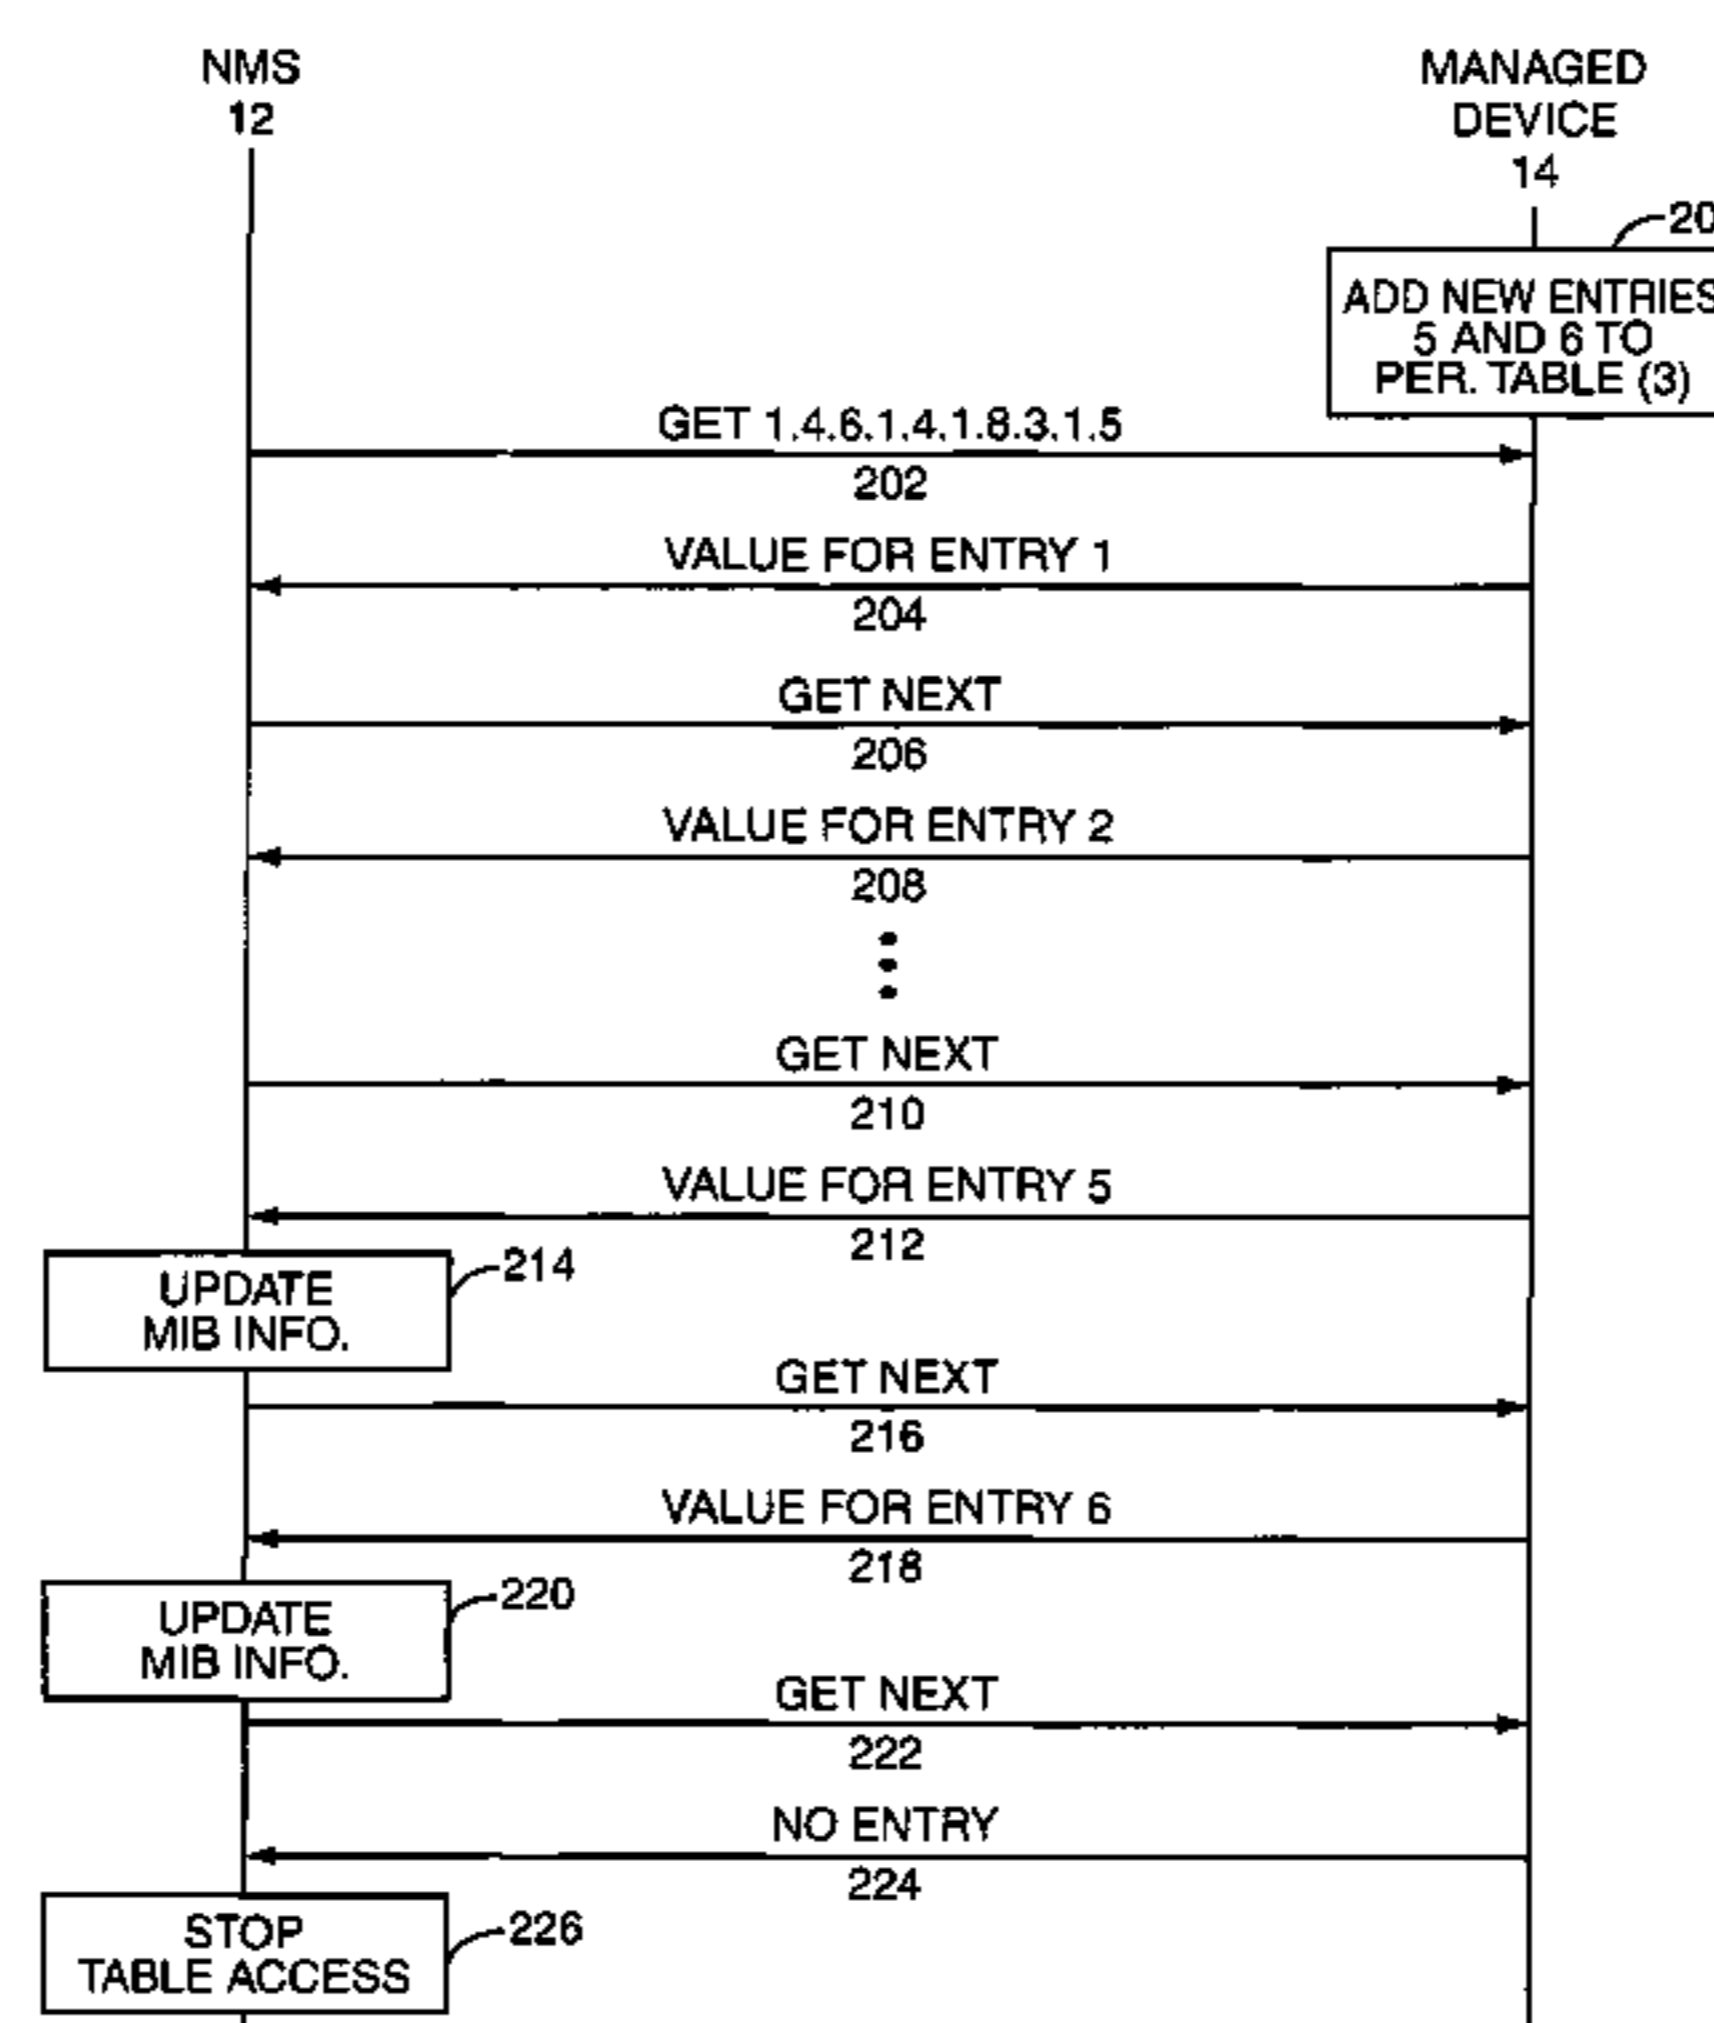 NMS
12
MANAGED
DEVICE
14
20
ADD NEW ENTRIES
5 AND 6 TO
PER. TABLE (3)
GET 1.4.6.1.4.1.8.3.1.5
202
VALUE FOR ENTRY 1
204
GET NEXT
206
VALUE FOR ENTRY 2
208
GET NEXT
210
VALUE FOR ENTRY 5
212
214
UPDATE
MIB INFO.
GET NEXT
216
VALUE FOR ENTRY 6
218
220
UPDATE
MIB INFO.
GET NEXT
222
NO ENTRY
224
226
STOP
TABLE ACCESS